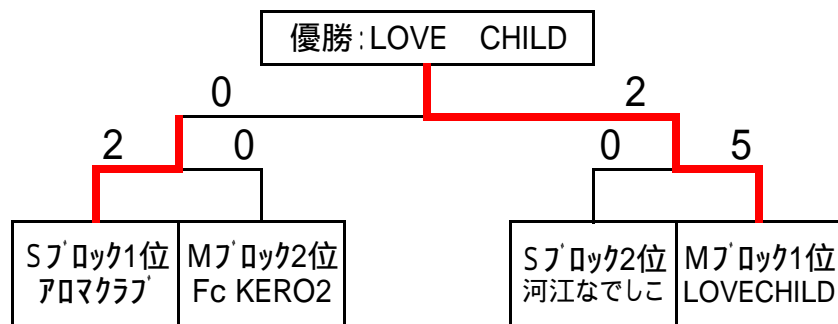 優勝:LOVE　CHILD
0 2
2 0 0 5
Sﾌﾞﾛｯｸ1位 Mﾌﾞﾛｯｸ2位 Sﾌﾞﾛｯｸ2位 Mﾌﾞﾛｯｸ1位
ｱﾛﾏｸﾗﾌﾞ Fc KERO2 河江なでしこ LOVECHILD